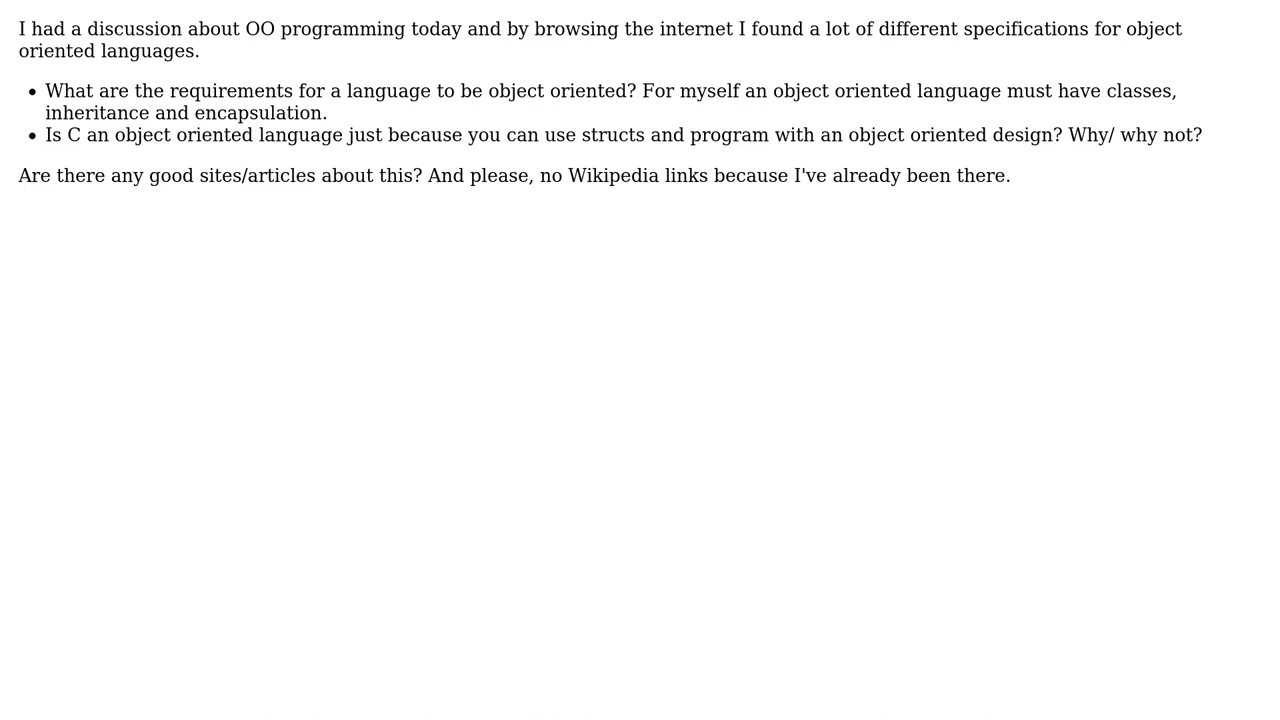 I had a discussion about OO programming today and by browsing the internet I found a lot of different specifications for object
oriented languages.
• What are the requirements for a language to be object oriented? For myself an object oriented language must have classes,
inheritance and encapsulation.
• Is C an object oriented language just because you can use structs and program with an object oriented design? Why/ why not?
Are there any good sites/articles about this? And please, no Wikipedia links because I've already been there.